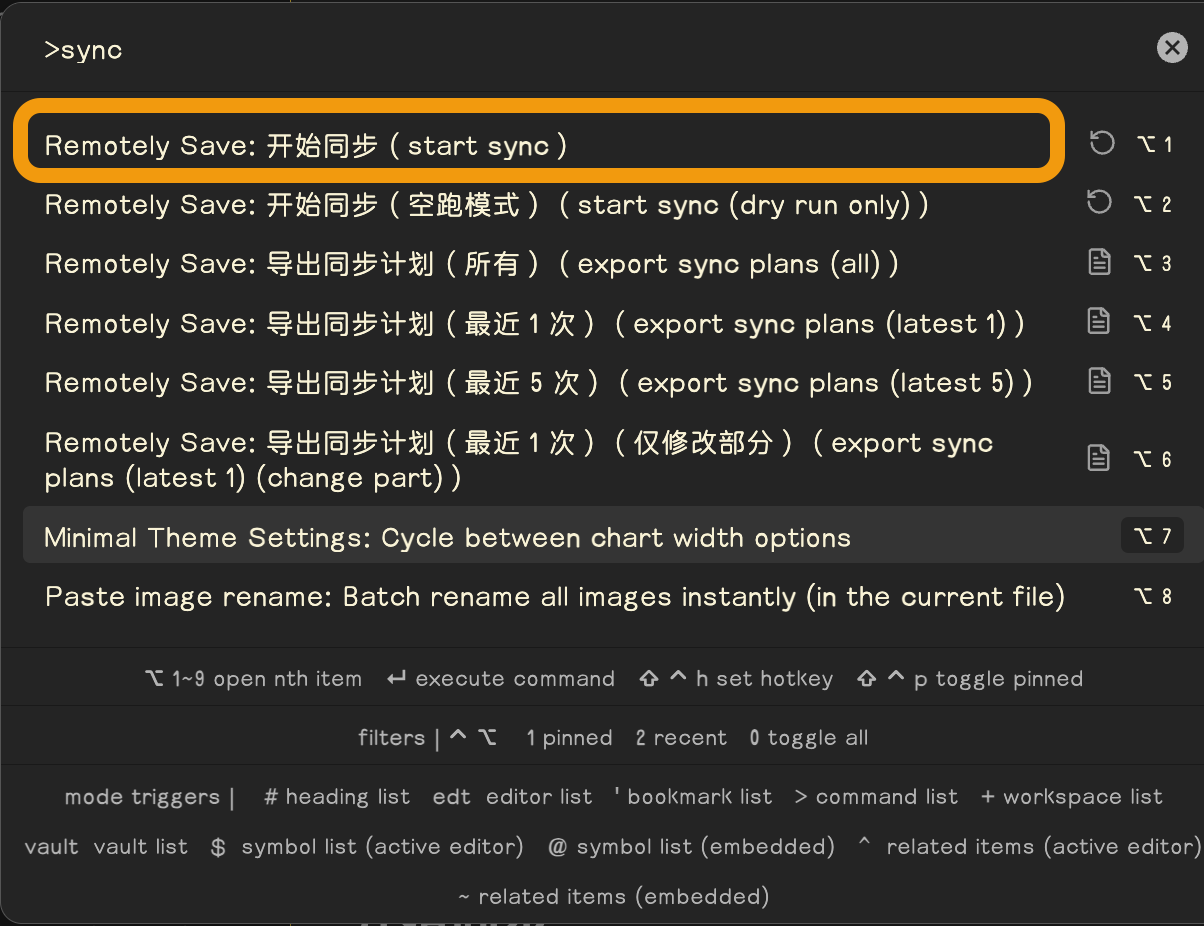 >sync
Remotely Save: 开始同步（start sync） ⌥ 1
Remotely Save: 开始同步（空跑模式）（start sync (dry run only)） ⌥ 2
Remotely Save: 导出同步计划（所有）（export sync plans (all)） ⌥ 3
Remotely Save: 导出同步计划（最近 1 次）（export sync plans (latest 1)） ⌥ 4
Remotely Save: 导出同步计划（最近 5 次）（export sync plans (latest 5)） ⌥ 5
Remotely Save: 导出同步计划（最近 1 次）（仅修改部分）（export sync
plans (latest 1) (change part)） ⌥ 6
Minimal Theme Settings: Cycle between chart width options ⌥ 7
Paste image rename: Batch rename all images instantly (in the current file) ⌥ 8
⌥ 1~9 open nth item ↵ execute command ⇧ ^ h set hotkey ⇧ ^ p toggle pinned
filters | ^ ⌥ 1 pinned 2 recent 0 toggle all
mode triggers | # heading list edt editor list ' bookmark list > command list + workspace list
vault vault list $ symbol list (active editor) @ symbol list (embedded) ^ related items (active editor)
~ related items (embedded)